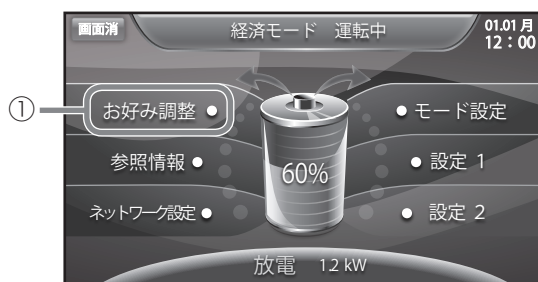 画面消
経済モード 運転中
01.01 月
12：00
①
お好み調整
モード設定
参照情報
60%
設定 1
ネットワーク設定
設定 2
放電 1.2 kW